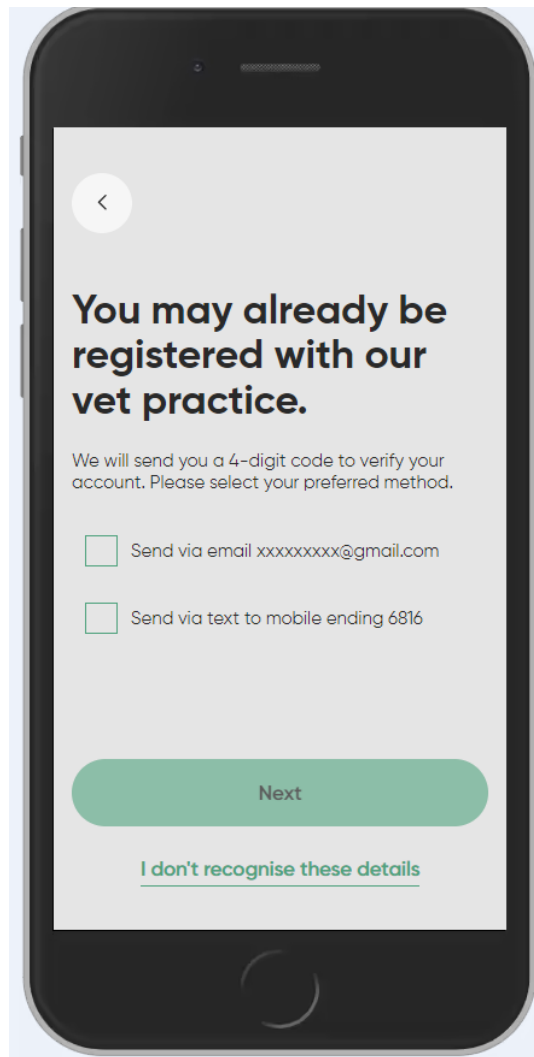 You may already be
registered with our
vet practice.
We will send you a 4-digit code to verify your
account. Please select your preferred method.
Send via email xxxxxxxxx@gmail.com
Send via text to mobile ending 6816
Next
I don't recognise these details